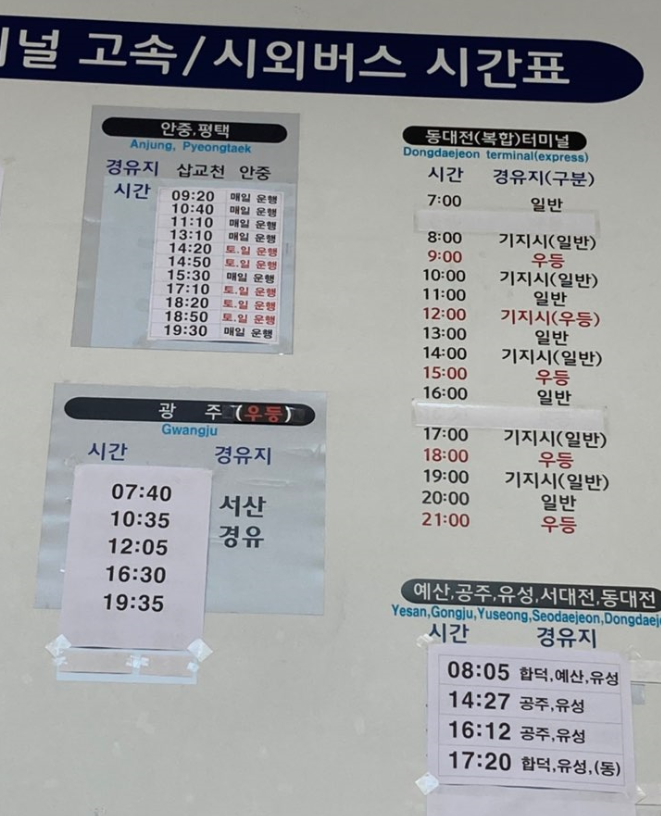 널 고속/시외버스 시간표
안중,평택
Anjung, Pyeongtaek
경유지 삽교천 안중
시간
09:20 매일 운행
10:40 매일 운행
11:10 매일 운행
13:10 매일 운행
14:20 토.일 운행
14:50 토.일 운행
15:30 매일 운행
17:10 토.일 운행
18:20 토.일 운행
18:50 토.일 운행
19:30 매일 운행
광 주 (우등)
Gwangju
시간 경유지
07:40
10:35
12:05
16:30
19:35
서산
경유
동대전(복합)터미널
Dongdaejeon terminal(express)
시간 경유지(구분)
7:00 일반
8:00 기지시(일반)
9:00 우등
10:00 기지시(일반)
11:00 일반
12:00 기지시(우등)
13:00 일반
14:00 기지시(일반)
15:00 우등
16:00 일반
17:00 기지시(일반)
18:00 우등
19:00 기지시(일반)
20:00 일반
21:00 우등
예산,공주,유성,서대전,동대전
Yesan,Gongju,Yuseong,Seodaejeon,Dongdaej
시간 경유지
08:05 합덕,예산,유성
14:27 공주,유성
16:12 공주,유성
17:20 합덕,유성,(동)